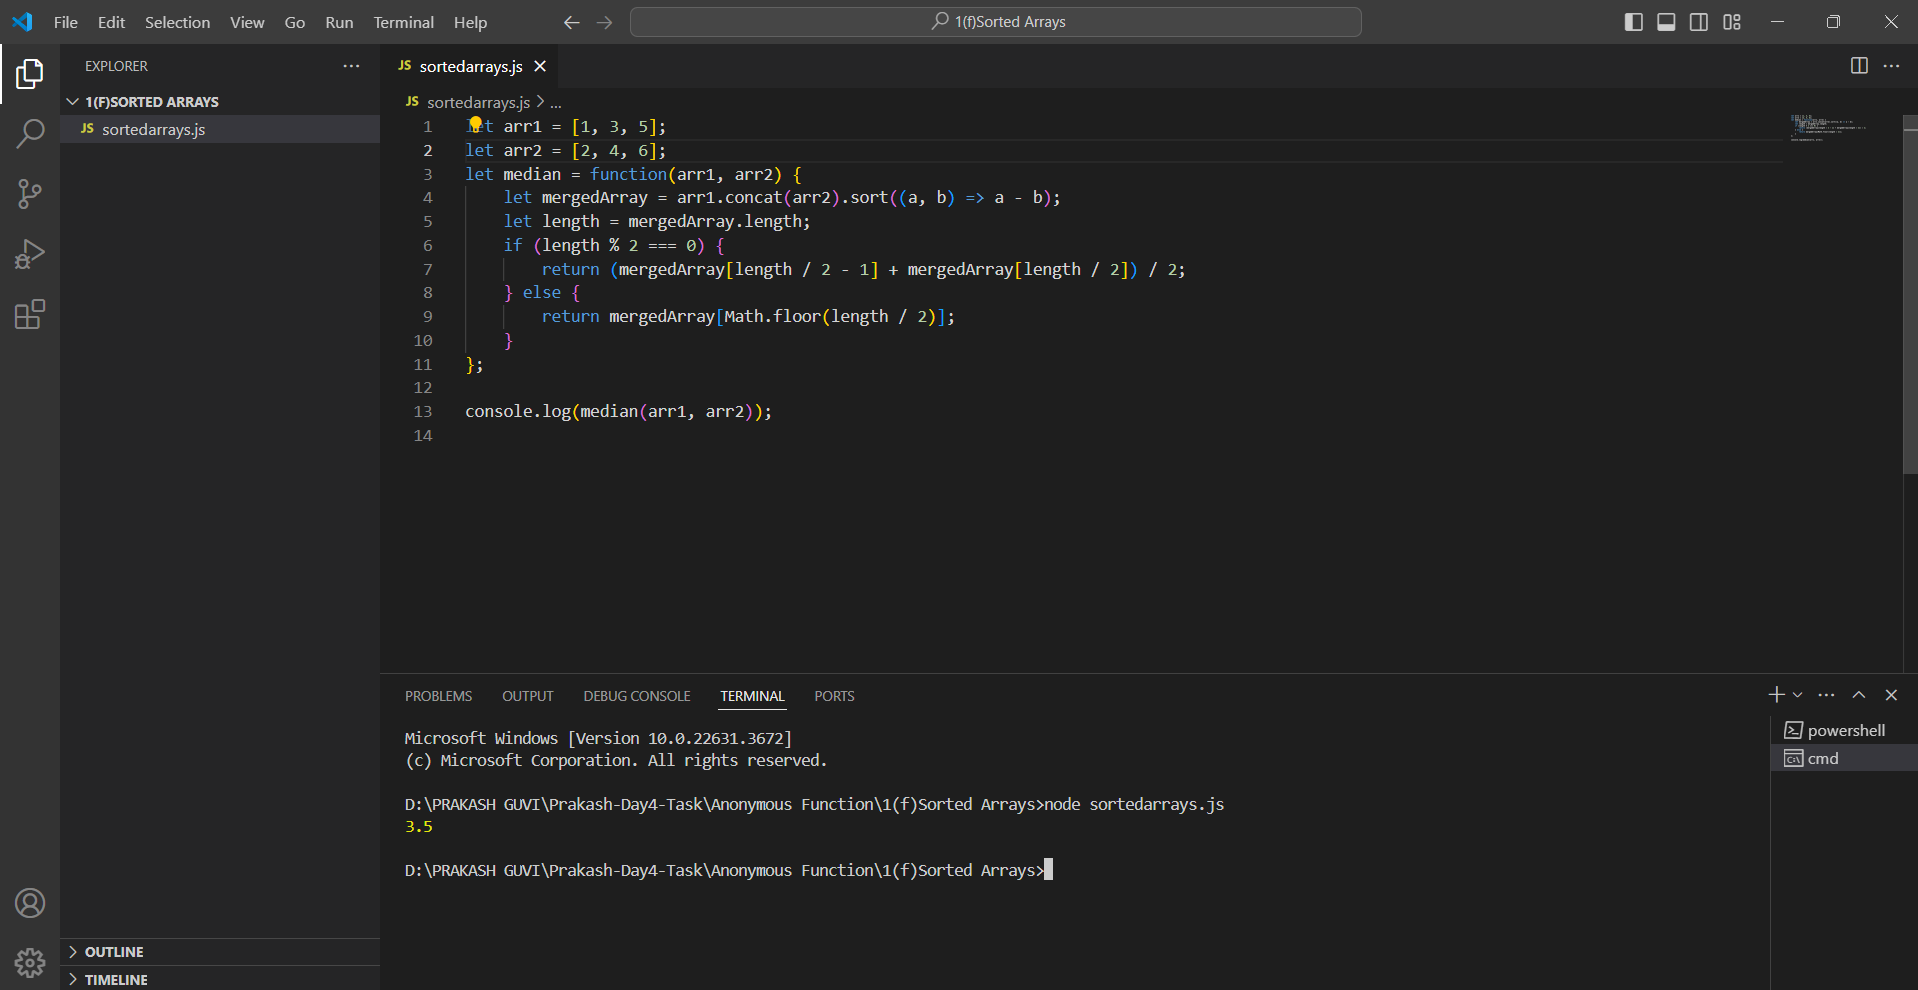 File Edit Selection View Go Run Terminal Help
1(f)Sorted Arrays
EXPLORER
1(F)SORTED ARRAYS
JS sortedarrays.js
JS sortedarrays.js
JS sortedarrays.js > ...
1 let arr1 = [1, 3, 5];
2 let arr2 = [2, 4, 6];
3 let median = function(arr1, arr2) {
4 let mergedArray = arr1.concat(arr2).sort((a, b) => a - b);
5 let length = mergedArray.length;
6 if (length % 2 === 0) {
7 return (mergedArray[length / 2 - 1] + mergedArray[length / 2]) / 2;
8 } else {
9 return mergedArray[Math.floor(length / 2)];
10 }
11 };
12
13 console.log(median(arr1, arr2));
14
PROBLEMS OUTPUT DEBUG CONSOLE TERMINAL PORTS
Microsoft Windows [Version 10.0.22631.3672]
(c) Microsoft Corporation. All rights reserved.
D:\PRAKASH GUVI\Prakash-Day4-Task\Anonymous Function\1(f)Sorted Arrays>node sortedarrays.js
3.5
D:\PRAKASH GUVI\Prakash-Day4-Task\Anonymous Function\1(f)Sorted Arrays>
powershell
cmd
OUTLINE
TIMELINE